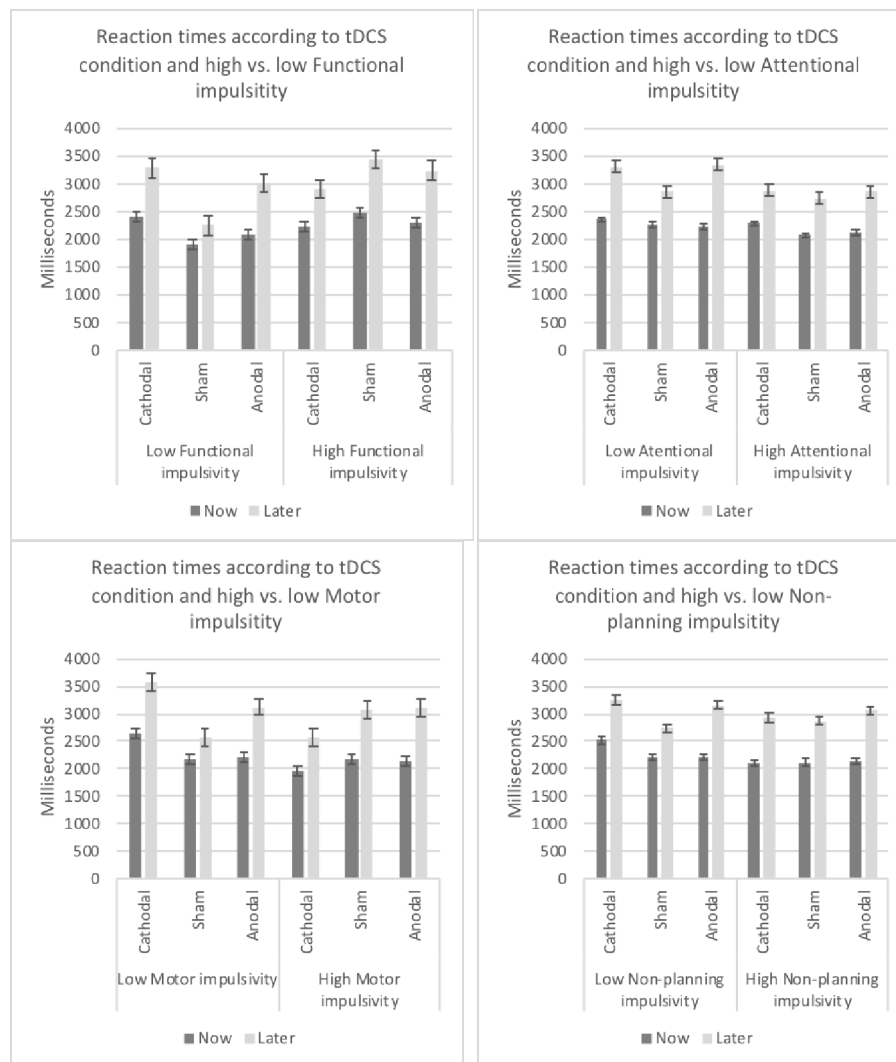 Reaction times according to tDCS
condition and high vs. low Functional
impulsitity
Milliseconds
4000
3500
3000
2500
2000
1500
1000
500
0
Cathodal
Sham
Anodal
Cathodal
Sham
Anodal
Low Functional
impulsivity
High Functional
impulsivity
Now
Later
Reaction times according to tDCS
condition and high vs. low Attentional
impulsitity
Milliseconds
4000
3500
3000
2500
2000
1500
1000
500
0
Cathodal
Sham
Anodal
Cathodal
Sham
Anodal
Low Atentional
impulsivity
High Attentional
impulsivity
Now
Later
Reaction times according to tDCS
condition and high vs. low Motor
impulsitity
Milliseconds
4000
3500
3000
2500
2000
1500
1000
500
0
Cathodal
Sham
Anodal
Cathodal
Sham
Anodal
Low Motor impulsivity
High Motor
impulsivity
Now
Later
Reaction times according to tDCS
condition and high vs. low Non-
planning impulsitity
Milliseconds
4000
3500
3000
2500
2000
1500
1000
500
0
Cathodal
Sham
Anodal
Cathodal
Sham
Anodal
Low Non-planning
impulsivity
High Non-planning
impulsivity
Now
Later